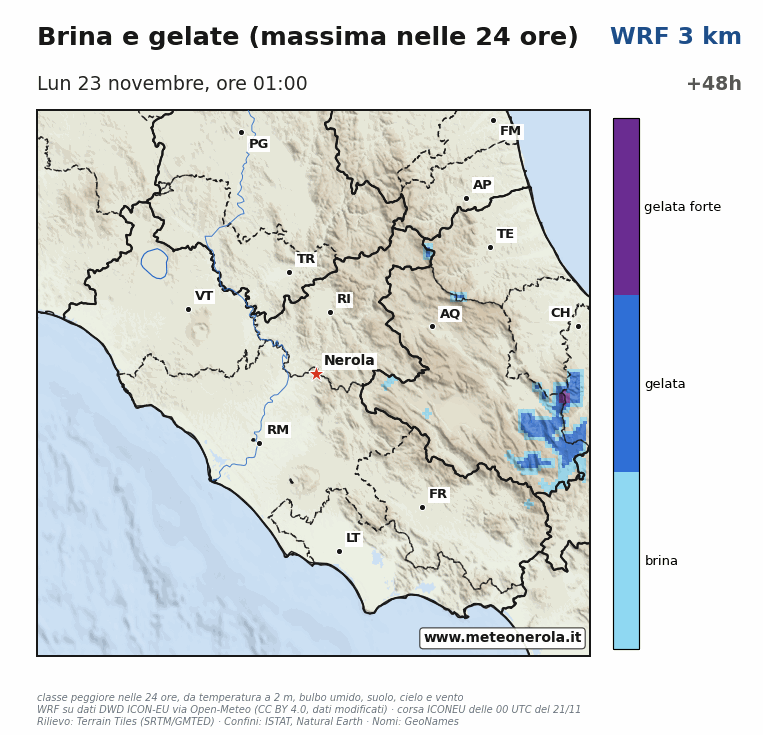 Brina e gelate (massima nelle 24 ore) WRF 3 km
Lun 23 novembre, ore 01:00 +48h
FM
PG
AP
TE
TR
VT
RI
AQ
CH
Nerola
RM
FR
LT
www.meteonerola.it
gelata forte
gelata
brina
classe peggiore nelle 24 ore, da temperatura a 2 m, bulbo umido, suolo, cielo e vento
WRF su dati DWD ICON-EU via Open-Meteo (CC BY 4.0, dati modificati) · corsa ICONEU delle 00 UTC del 21/11
Rilievo: Terrain Tiles (SRTM/GMTED) · Confini: ISTAT, Natural Earth · Nomi: GeoNames